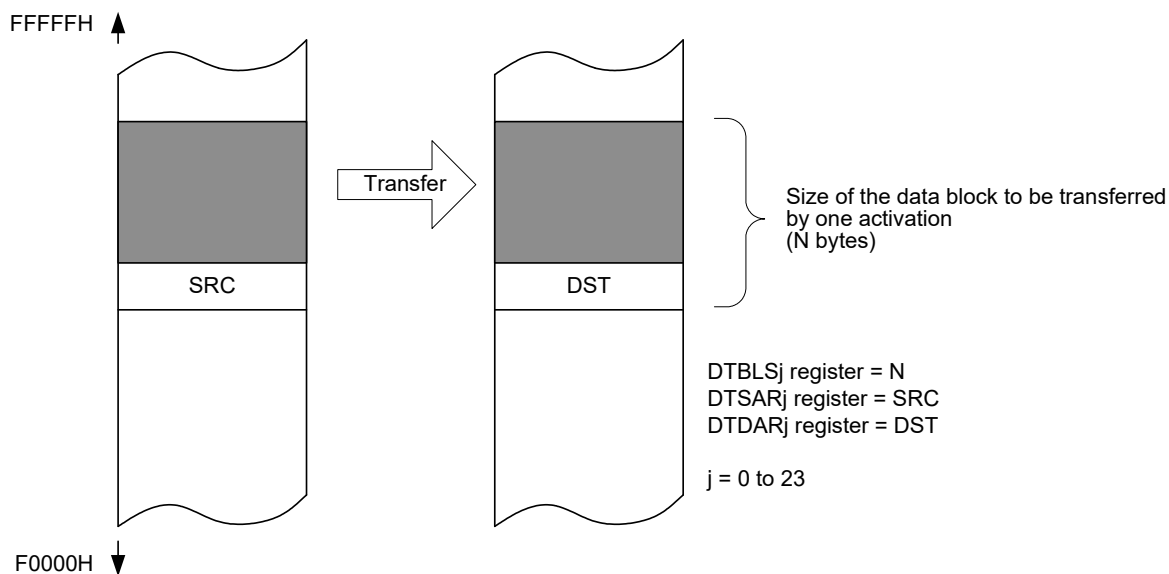 FFFFFH
Transfer
Size of the data block to be transferred
by one activation
(N bytes)
SRC
DST
DTBLSj register = N
DTSARj register = SRC
DTDARj register = DST
j = 0 to 23
F0000H